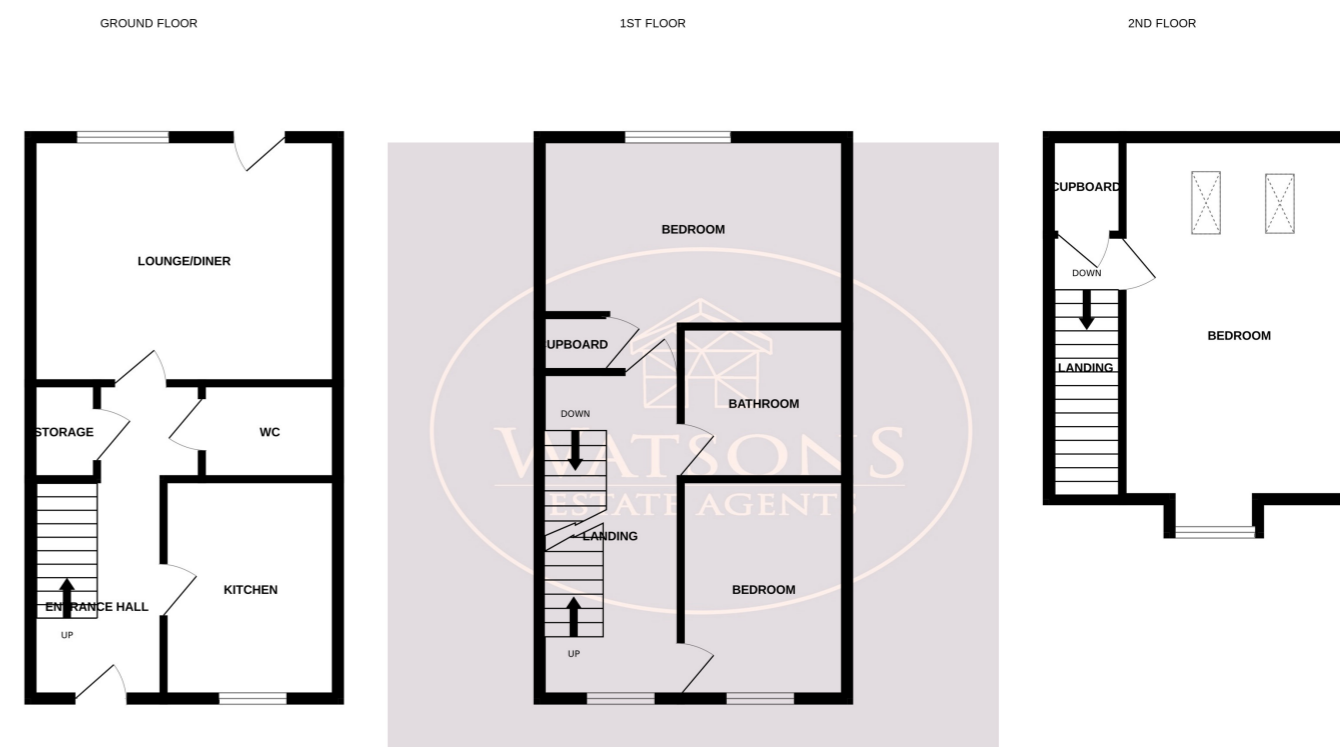 GROUND FLOOR
1ST FLOOR
2ND FLOOR
LOUNGE/DINER
STORAGE
WC
KITCHEN
ENTRANCE HALL
UP
BEDROOM
UPBOARD
BATHROOM
DOWN
WATSONS
ESTATE AGENTS
LANDING
BEDROOM
UP
CUPBOARD
DOWN
BEDROOM
LANDING